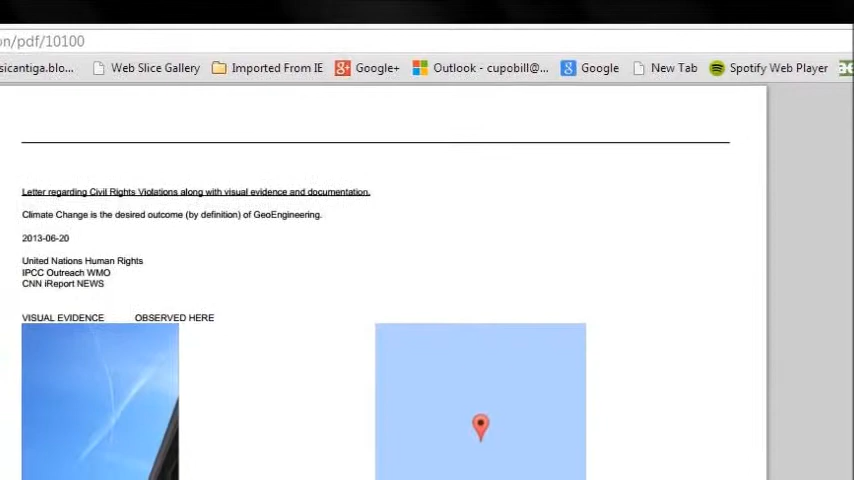 on/pdf/10100
sicantiga.blo... Web Slice Gallery Imported From IE Google+ Outlook - cupobill@... Google New Tab Spotify Web Player
Letter regarding Civil Rights Violations along with visual evidence and documentation.
Climate Change is the desired outcome (by definition) of GeoEngineering.
2013-06-20
United Nations Human Rights
IPCC Outreach WMO
CNN iReport NEWS
VISUAL EVIDENCE OBSERVED HERE